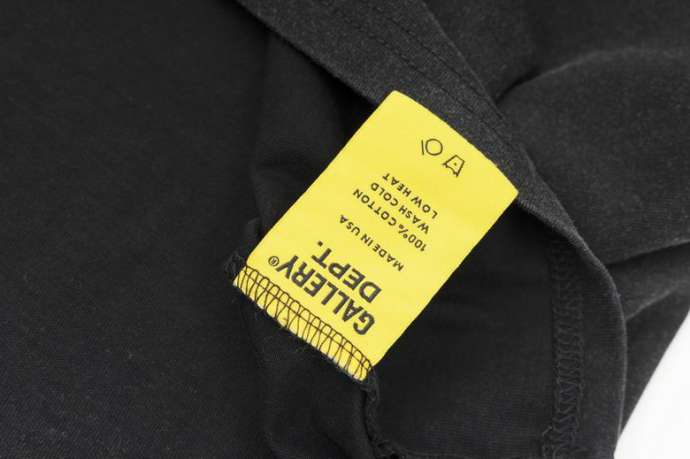 GALLERY®
DEPT.
MADE IN USA
100% COTTON
WASH COLD
LOW HEAT